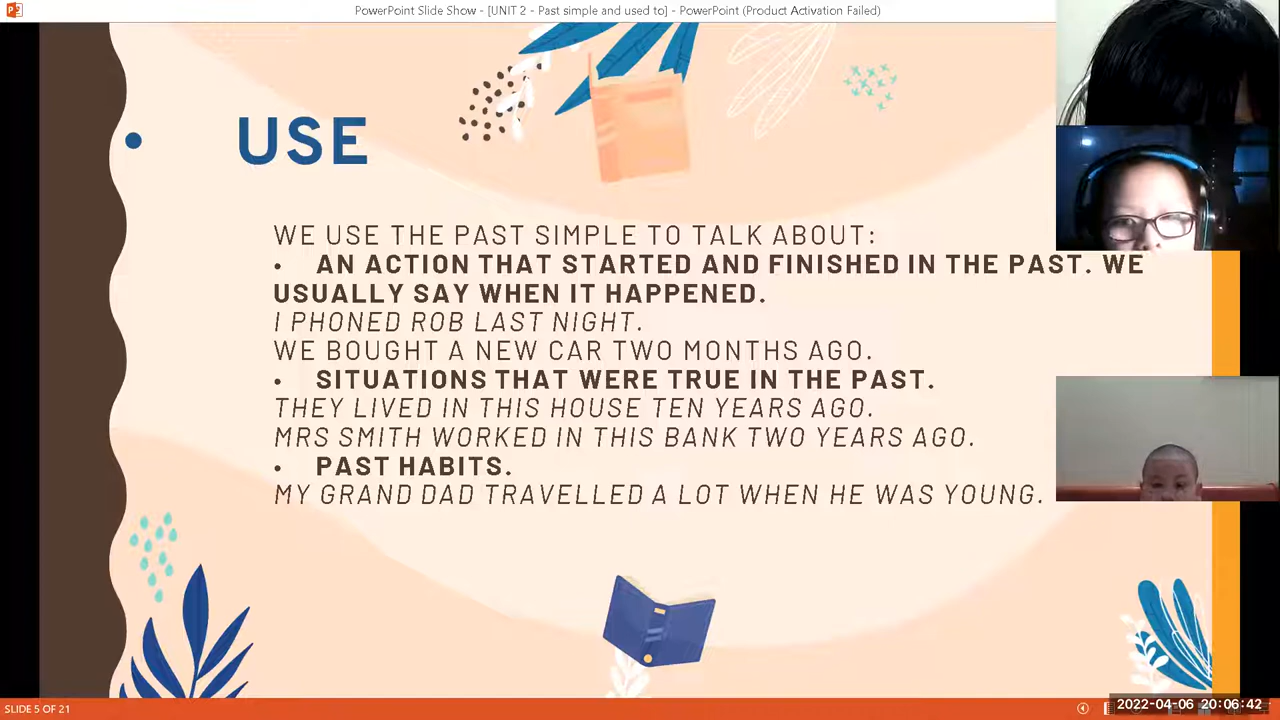 PowerPoint Slide Show - [UNIT 2 - Past simple and used to] - PowerPoint (Product Activation Failed)
• USE
WE USE THE PAST SIMPLE TO TALK ABOUT:
• AN ACTION THAT STARTED AND FINISHED IN THE PAST. WE
USUALLY SAY WHEN IT HAPPENED.
I PHONED ROB LAST NIGHT.
WE BOUGHT A NEW CAR TWO MONTHS AGO.
• SITUATIONS THAT WERE TRUE IN THE PAST.
THEY LIVED IN THIS HOUSE TEN YEARS AGO.
MRS SMITH WORKED IN THIS BANK TWO YEARS AGO.
• PAST HABITS.
MY GRAND DAD TRAVELLED A LOT WHEN HE WAS YOUNG.
SLIDE 5 OF 21
2022-04-06 20:06:42